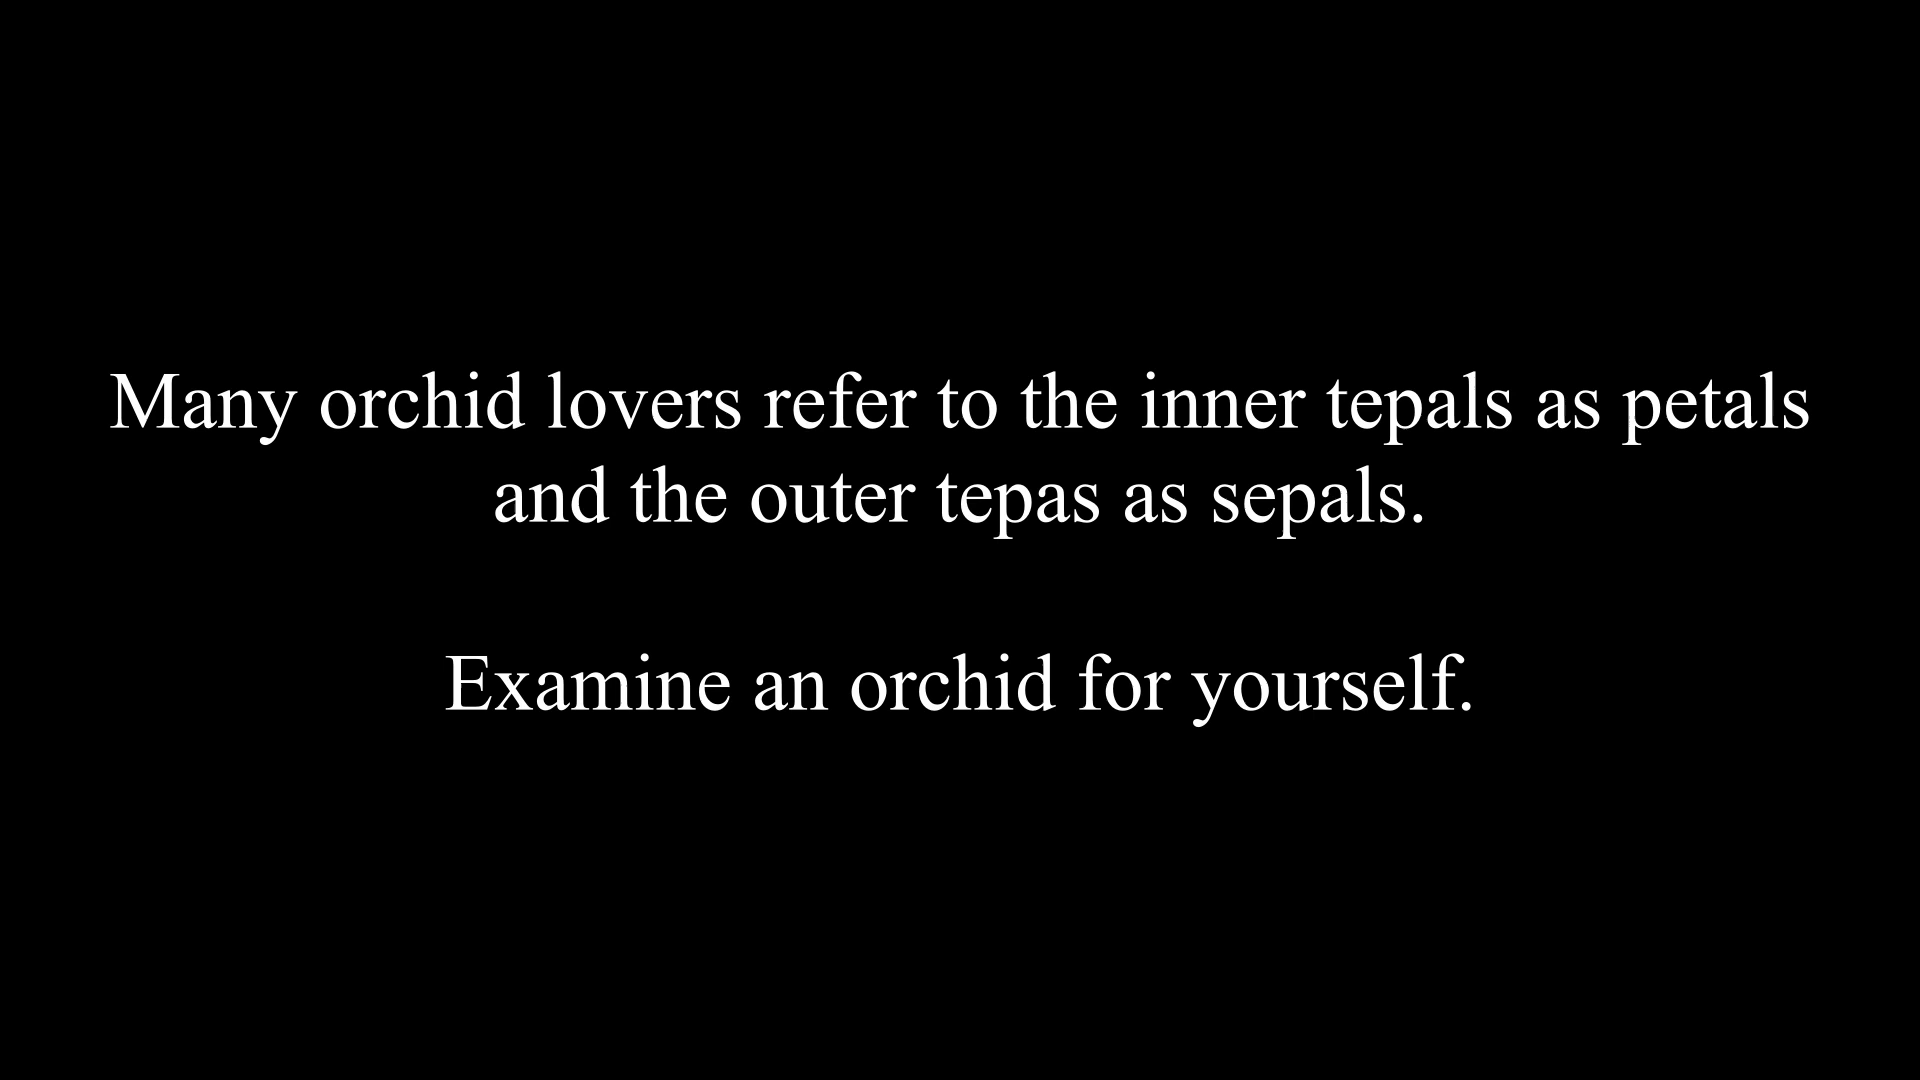 Many orchid lovers refer to the inner tepals as petals
and the outer tepas as sepals.
Examine an orchid for yourself.